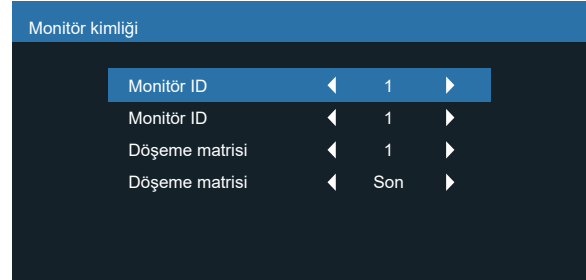 Monitör kimliği
Monitör ID 1
Monitör ID 1
Döşeme matrisi 1
Döşeme matrisi Son